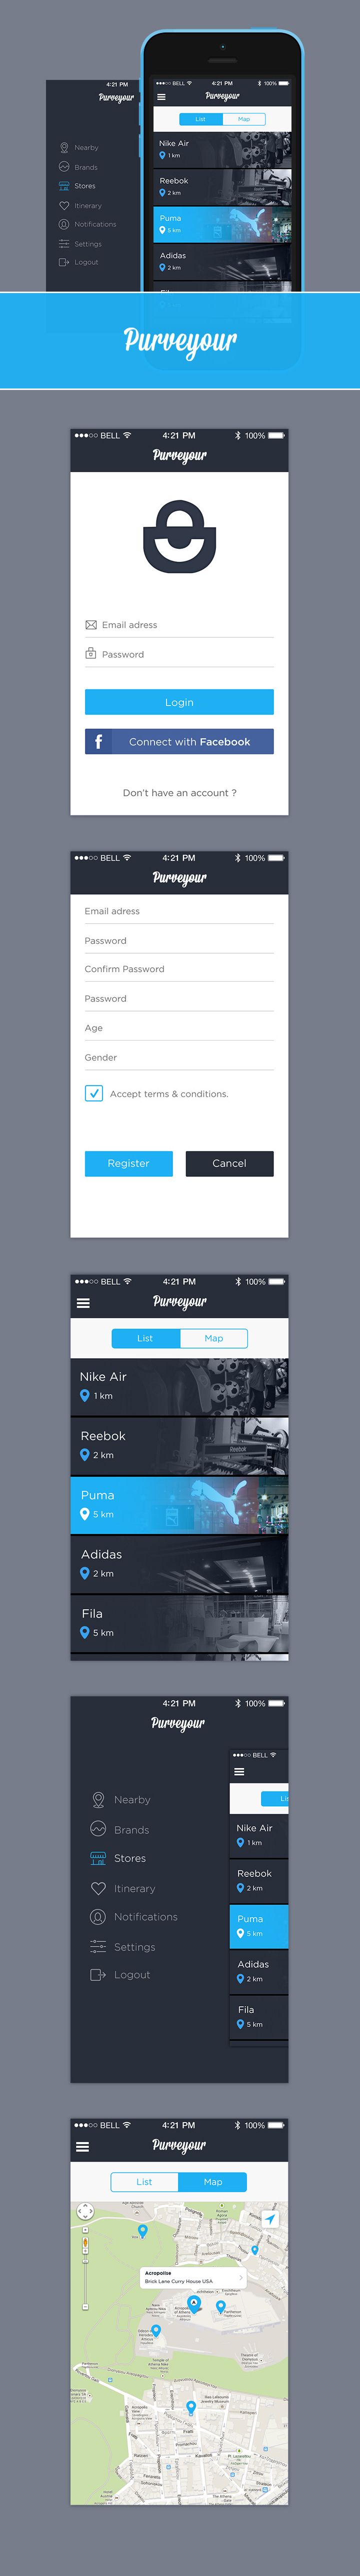 4:21 PM
Purveyour
Nearby
Brands
Stores
Itinerary
Notifications
Settings
Logout
BELL 4:21 PM 100%
Purveyour
List Map
Nike Air
1 km
Reebok
2 km
Puma
5 km
Adidas
2 km
Purveyour
BELL 4:21 PM 100%
Purveyour
Email adress
Password
Login
f Connect with Facebook
Don't have an account ?
BELL 4:21 PM 100%
Purveyour
Email adress
Password
Confirm Password
Password
Age
Gender
Accept terms & conditions.
Register Cancel
BELL 4:21 PM 100%
Purveyour
List Map
Nike Air
1 km
Reebok
2 km
Reebok
Puma
5 km
Adidas
2 km
Fila
5 km
4:21 PM 100%
Purveyour
BELL
Nearby
Brands
Stores
Itinerary
Notifications
Settings
Logout
Nike Air
1 km
Reebok
2 km
Puma
5 km
Adidas
2 km
Fila
5 km
BELL 4:21 PM 100%
Purveyour
List Map
Acropolise
Brick Lane Curry House USA